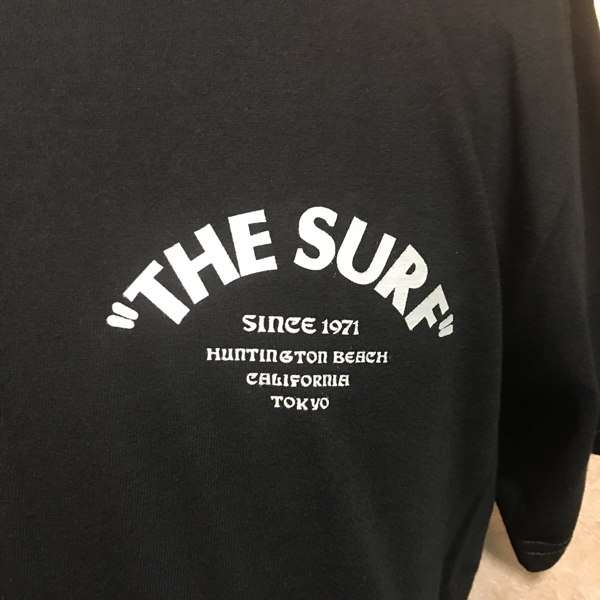 "THE SURF"
SINCE 1971
HUNTINGTON BEACH
CALIFORNIA
TOKYO